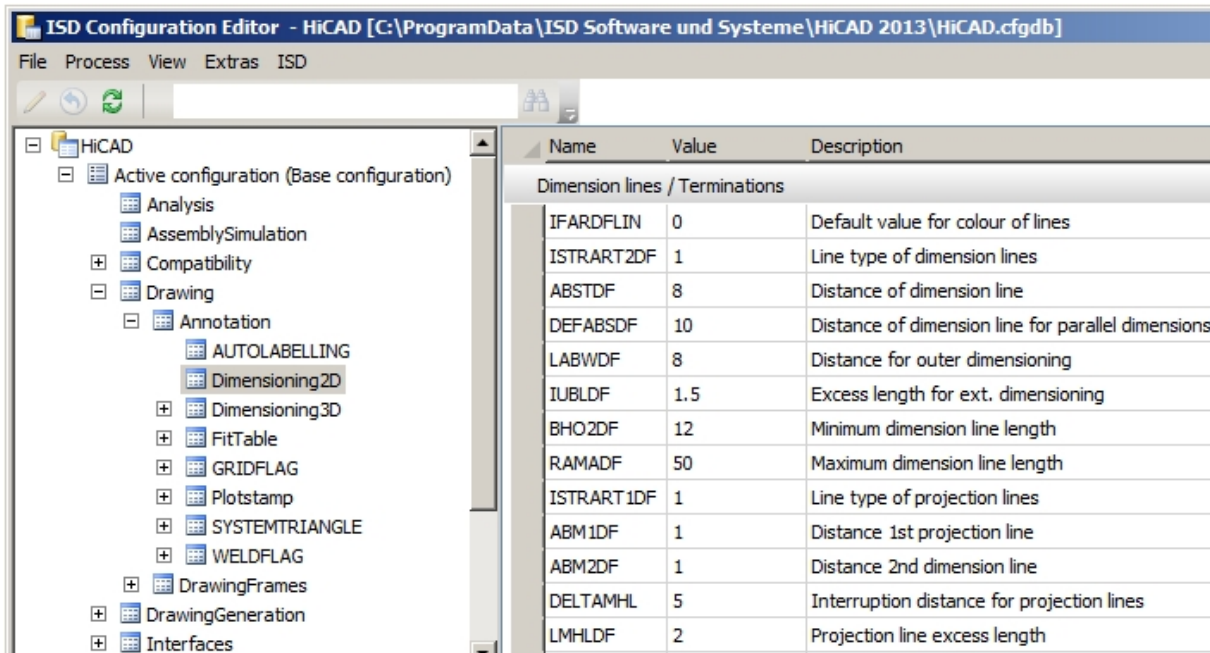 ISD Configuration Editor - HiCAD [C:\ProgramData\ISD Software und Systeme\HiCAD 2013\HiCAD.cfgdb]
File Process View Extras ISD
HiCAD
Active configuration (Base configuration)
Analysis
AssemblySimulation
Compatibility
Drawing
Annotation
AUTOLABELLING
Dimensioning2D
Dimensioning3D
FitTable
GRIDFLAG
Plotstamp
SYSTEMTRIANGLE
WELDFLAG
DrawingFrames
DrawingGeneration
Interfaces
Name Value Description
Dimension lines / Terminations
IFARDFLIN 0 Default value for colour of lines
ISTRART2DF 1 Line type of dimension lines
ABSTDF 8 Distance of dimension line
DEFABSDF 10 Distance of dimension line for parallel dimensions
LABWDF 8 Distance for outer dimensioning
IUBLDF 1.5 Excess length for ext. dimensioning
BHO2DF 12 Minimum dimension line length
RAMADF 50 Maximum dimension line length
ISTRART1DF 1 Line type of projection lines
ABM1DF 1 Distance 1st projection line
ABM2DF 1 Distance 2nd dimension line
DELTAMHL 5 Interruption distance for projection lines
LMHLDF 2 Projection line excess length